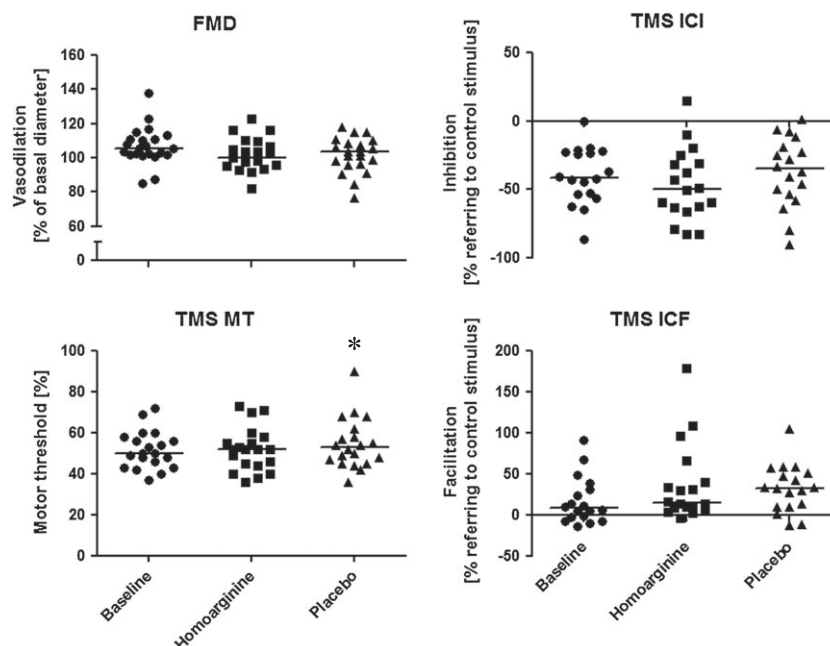 FMD
Vasodilation
[% of basal diameter]
160
140
120
100
80
60
0
TMS ICI
Inhibition
[% referring to control stimulus]
50
0
-50
-100
TMS MT
Motor threshold [%]
100
80
60
40
20
0
*
Baseline
Homoarginine
Placebo
TMS ICF
Facilitation
[% referring to control stimulus]
200
150
100
50
0
-50
Baseline
Homoarginine
Placebo